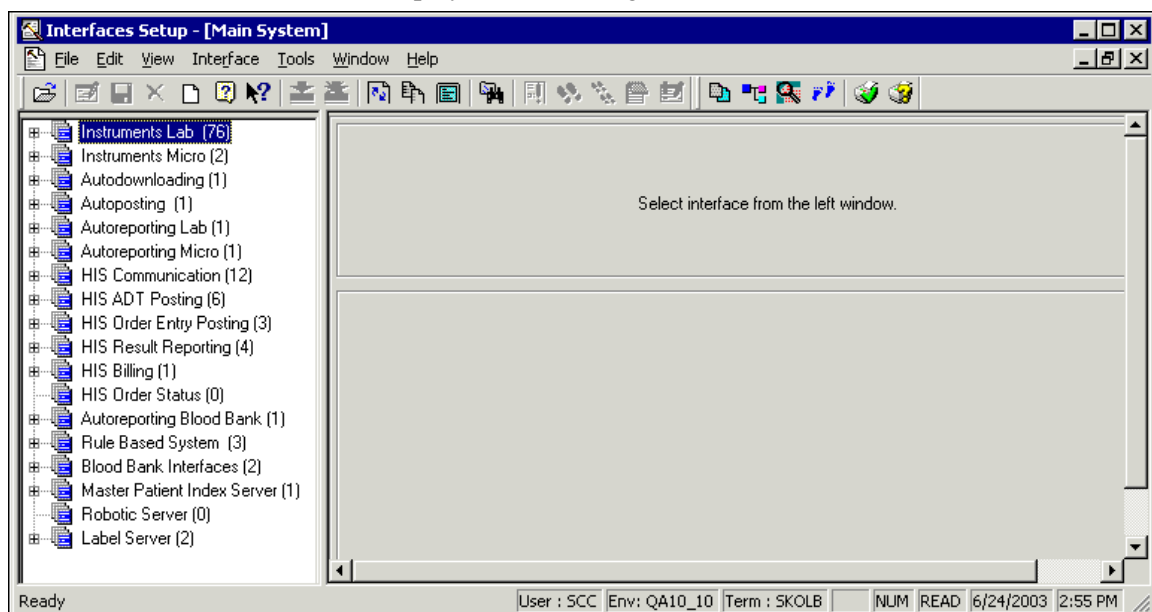 Interfaces Setup - [Main System]
File Edit View Interface Tools Window Help
Instruments Lab (76)
Instruments Micro (2)
Autodownloading (1)
Autoposting (1)
Autoreporting Lab (1)
Autoreporting Micro (1)
HIS Communication (12)
HIS ADT Posting (6)
HIS Order Entry Posting (3)
HIS Result Reporting (4)
HIS Billing (1)
HIS Order Status (0)
Autoreporting Blood Bank (1)
Rule Based System (3)
Blood Bank Interfaces (2)
Master Patient Index Server (1)
Robotic Server (0)
Label Server (2)
Select interface from the left window.
Ready User : SCC Env: QA10_10 Term : SKOLB NUM READ 6/24/2003 2:55 PM